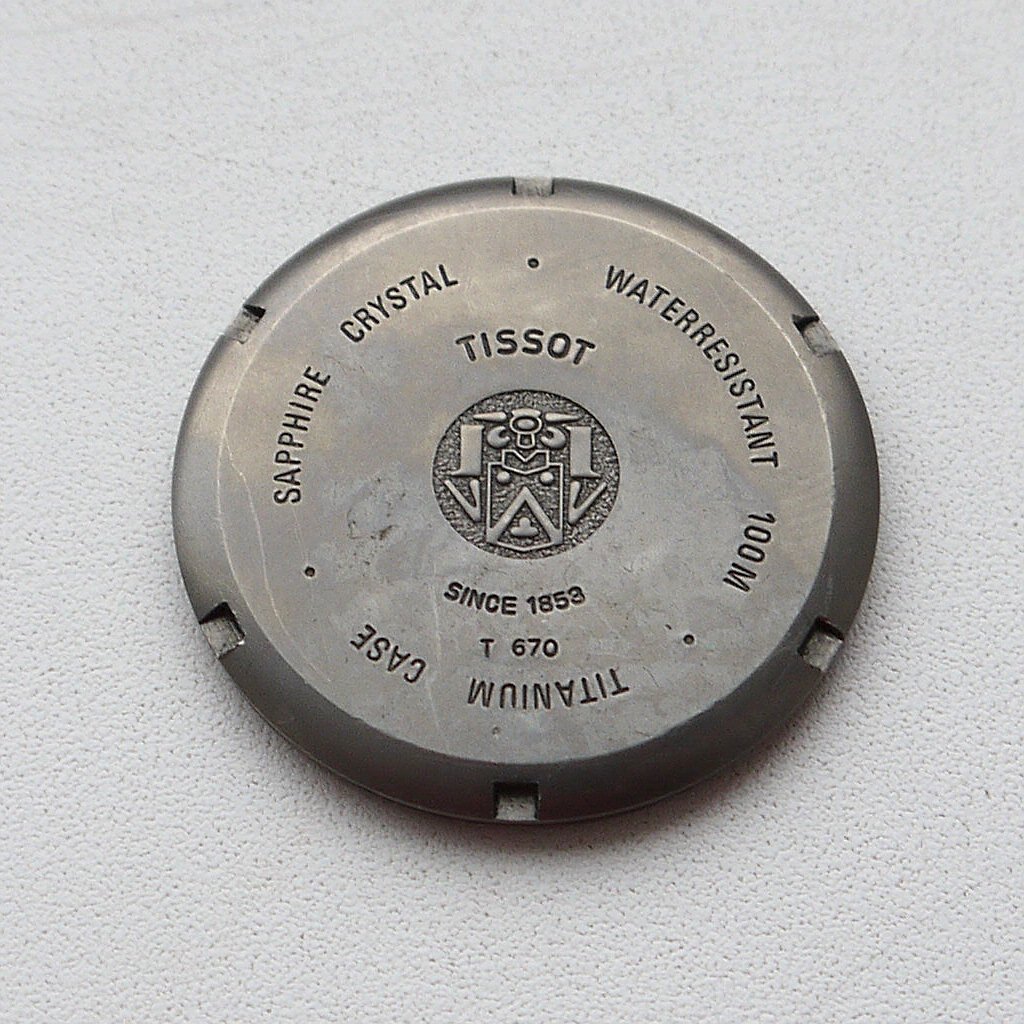 SAPPHIRE CRYSTAL
WATERRESISTANT 100M
TISSOT
SINCE 1853
T 670
TITANIUM CASE